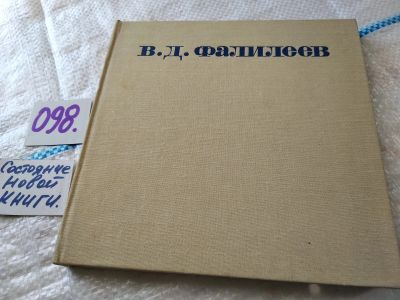 В.Д. Фалилеев
098.
Состояние
новой
книги.